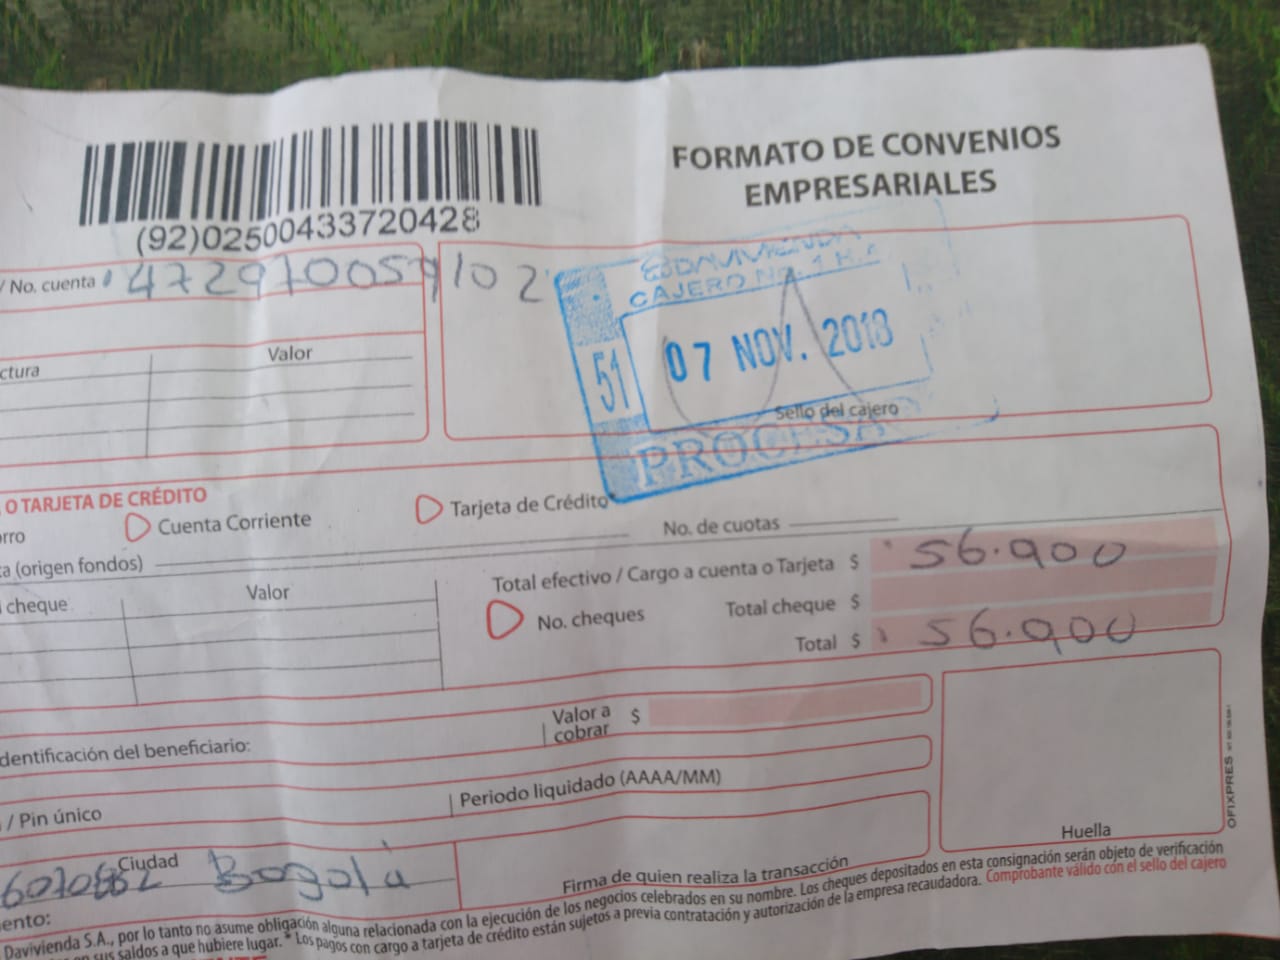 FORMATO DE CONVENIOS
EMPRESARIALES
(92)02500433720428
/ No. cuenta 472970059102
DAVIVIENDA
CAJERO No. 1
51
07 NOV. 2018
Sello del cajero
PROCESA
ctura
Valor
O TARJETA DE CRÉDITO
rro
Cuenta Corriente
Tarjeta de Crédito*
ta (origen fondos)
No. de cuotas
cheque
Valor
Total efectivo / Cargo a cuenta o Tarjeta $ 56.900
No. cheques
Total cheque $
Total $ 56.900
dentificación del beneficiario:
Valor a
cobrar $
/ Pin único
Periodo liquidado (AAAA/MM)
Ciudad
Bogotá
Firma de quien realiza la transacción
Huella
OFIXPRES
ento:
Davivienda S.A., por lo tanto no asume obligación alguna relacionada con la ejecución de los negocios celebrados en su nombre. Los cheques depositados en esta consignación serán objeto de verificación
en sus saldos a que hubiere lugar. * Los pagos con cargo a tarjeta de crédito están sujetos a previa contratación y autorización de la empresa recaudadora. Comprobante válido con el sello del cajero